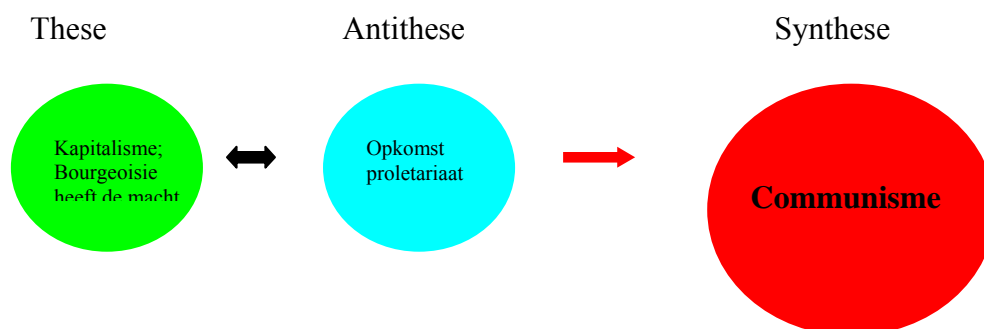 These
Antithese
Synthese
Kapitalisme;
Bourgeoisie
heeft de macht
Opkomst
proletariaat
Communisme